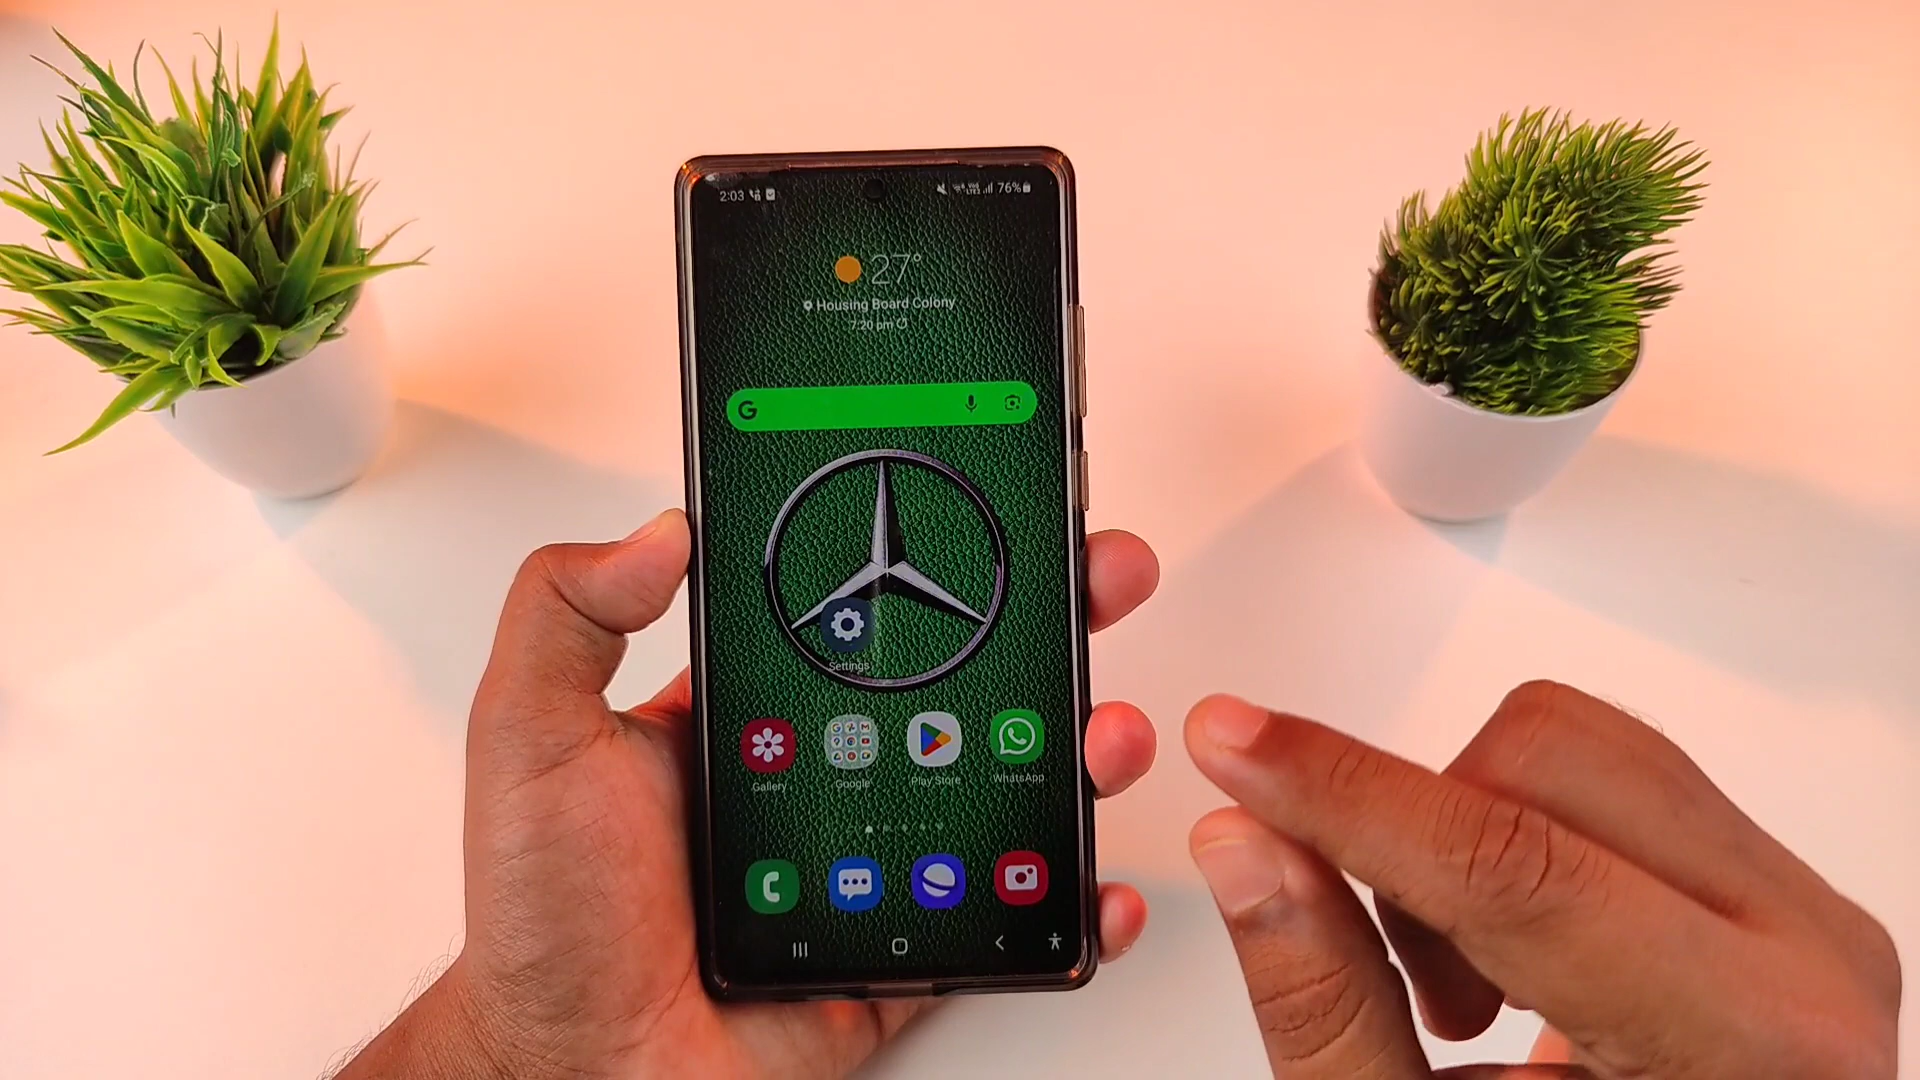 2:03 76%
27°
Housing Board Colony
7:20 pm
G
Settings
Gallery Google Play Store WhatsApp